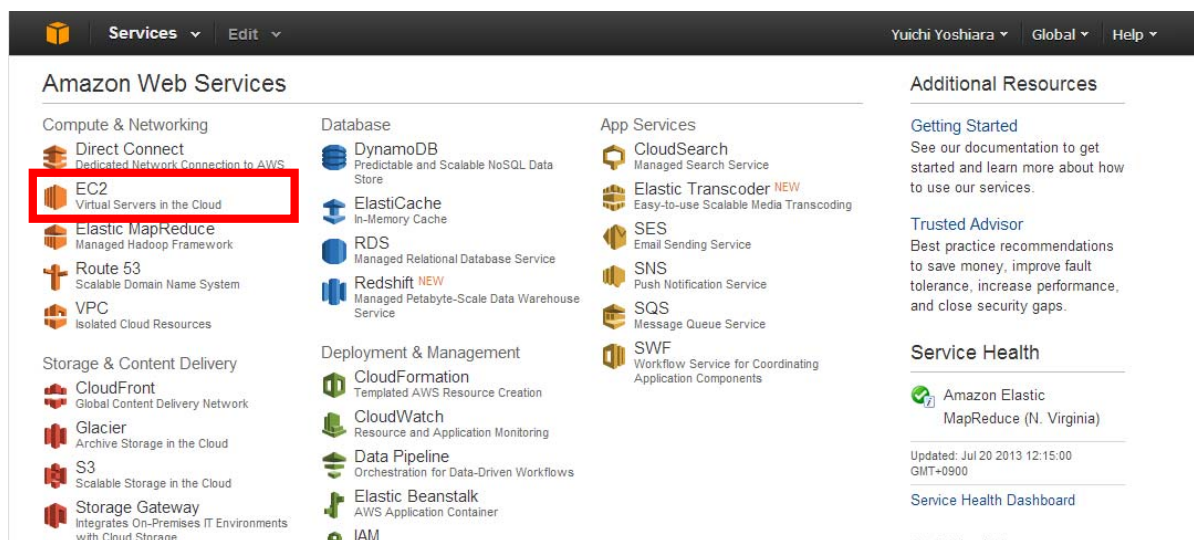 Services Edit Yuichi Yoshiara Global Help
Amazon Web Services
Compute & Networking
Direct Connect
Dedicated Network Connection to AWS
EC2
Virtual Servers in the Cloud
Elastic MapReduce
Managed Hadoop Framework
Route 53
Scalable Domain Name System
VPC
Isolated Cloud Resources
Storage & Content Delivery
CloudFront
Global Content Delivery Network
Glacier
Archive Storage in the Cloud
S3
Scalable Storage in the Cloud
Storage Gateway
Integrates On-Premises IT Environments
with Cloud Storage
Database
DynamoDB
Predictable and Scalable NoSQL Data
Store
ElastiCache
In-Memory Cache
RDS
Managed Relational Database Service
Redshift NEW
Managed Petabyte-Scale Data Warehouse
Service
Deployment & Management
CloudFormation
Templated AWS Resource Creation
CloudWatch
Resource and Application Monitoring
Data Pipeline
Orchestration for Data-Driven Workflows
Elastic Beanstalk
AWS Application Container
IAM
App Services
CloudSearch
Managed Search Service
Elastic Transcoder NEW
Easy-to-use Scalable Media Transcoding
SES
Email Sending Service
SNS
Push Notification Service
SQS
Message Queue Service
SWF
Workflow Service for Coordinating
Application Components
Additional Resources
Getting Started
See our documentation to get
started and learn more about how
to use our services.
Trusted Advisor
Best practice recommendations
to save money, improve fault
tolerance, increase performance,
and close security gaps.
Service Health
Amazon Elastic
MapReduce (N. Virginia)
Updated: Jul 20 2013 12:15:00
GMT+0900
Service Health Dashboard